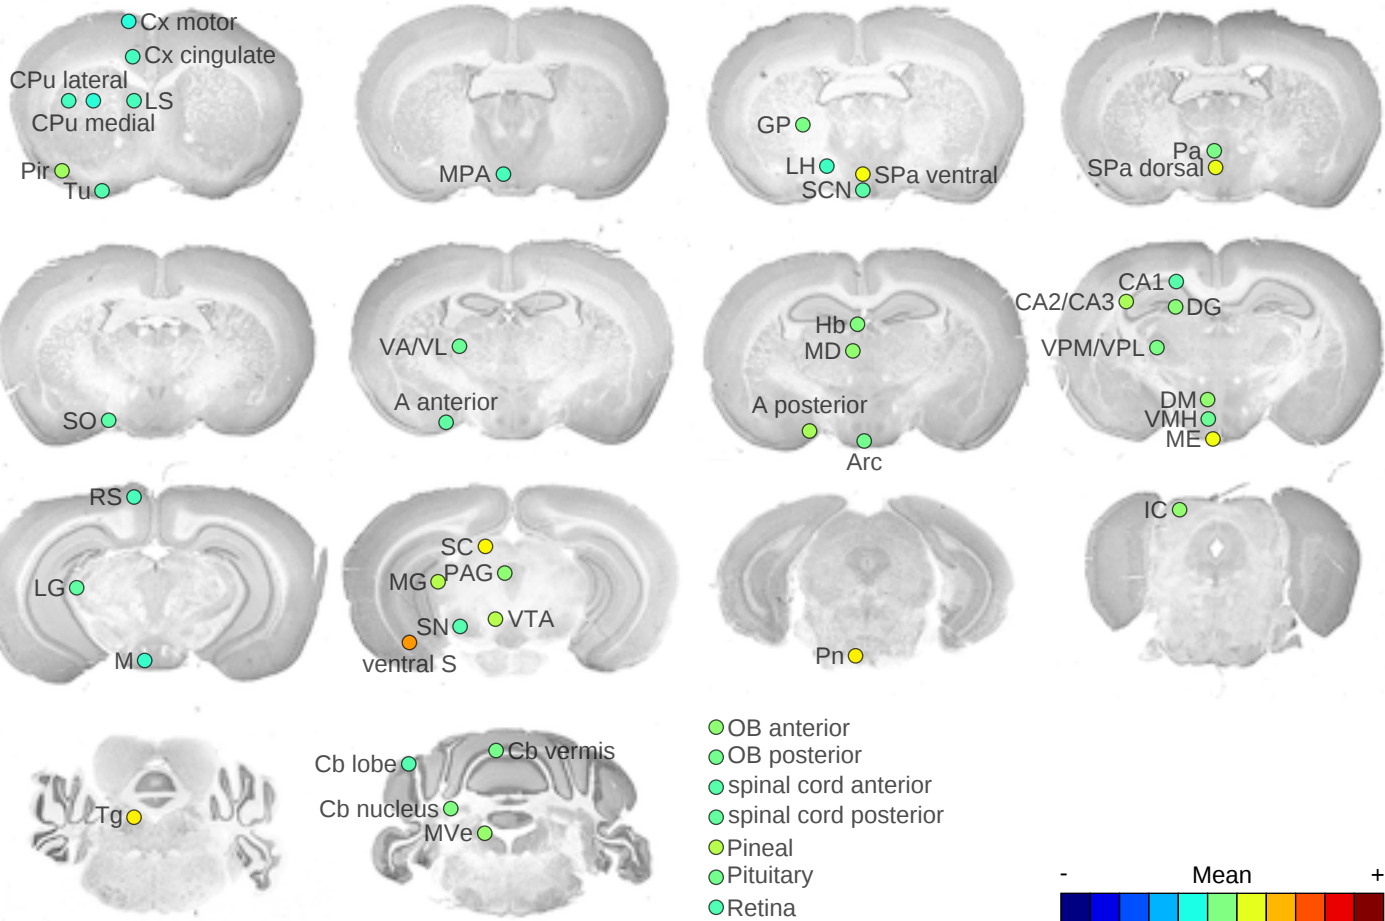 Cx motor
Cx cingulate
CPu lateral
LS
CPu medial
Pir
Tu
MPA
GP
LH
SPa ventral
SCN
Pa
SPa dorsal
SO
VA/VL
A anterior
Hb
MD
A posterior
Arc
CA1
CA2/CA3
DG
VPM/VPL
DM
VMH
ME
RS
LG
M
SC
MG
PAG
SN
VTA
ventral S
Pn
IC
Tg
Cb lobe
Cb vermis
Cb nucleus
MVe
OB anterior
OB posterior
spinal cord anterior
spinal cord posterior
Pineal
Pituitary
Retina
- Mean +